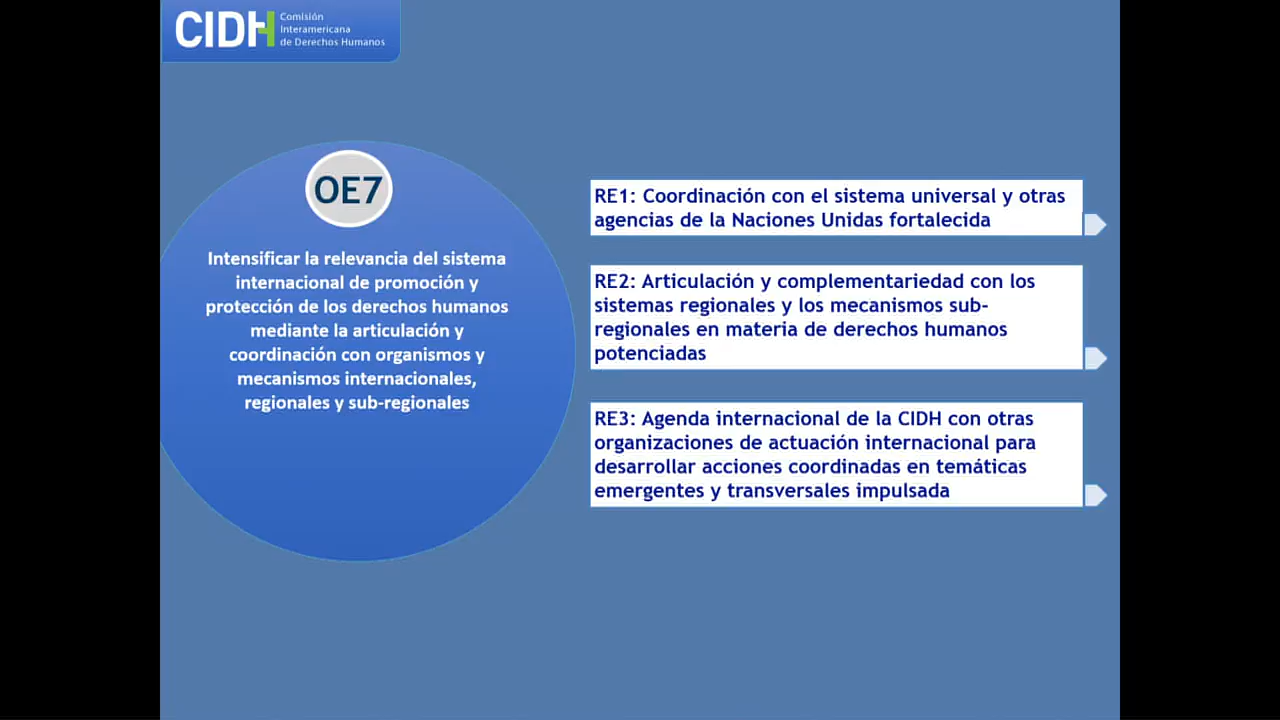 CIDH
Comisión
Interamericana
de Derechos Humanos
OE7
Intensificar la relevancia del sistema
internacional de promoción y
protección de los derechos humanos
mediante la articulación y
coordinación con organismos y
mecanismos internacionales,
regionales y sub-regionales
RE1: Coordinación con el sistema universal y otras
agencias de la Naciones Unidas fortalecida
RE2: Articulación y complementariedad con los
sistemas regionales y los mecanismos sub-
regionales en materia de derechos humanos
potenciadas
RE3: Agenda internacional de la CIDH con otras
organizaciones de actuación internacional para
desarrollar acciones coordinadas en temáticas
emergentes y transversales impulsada